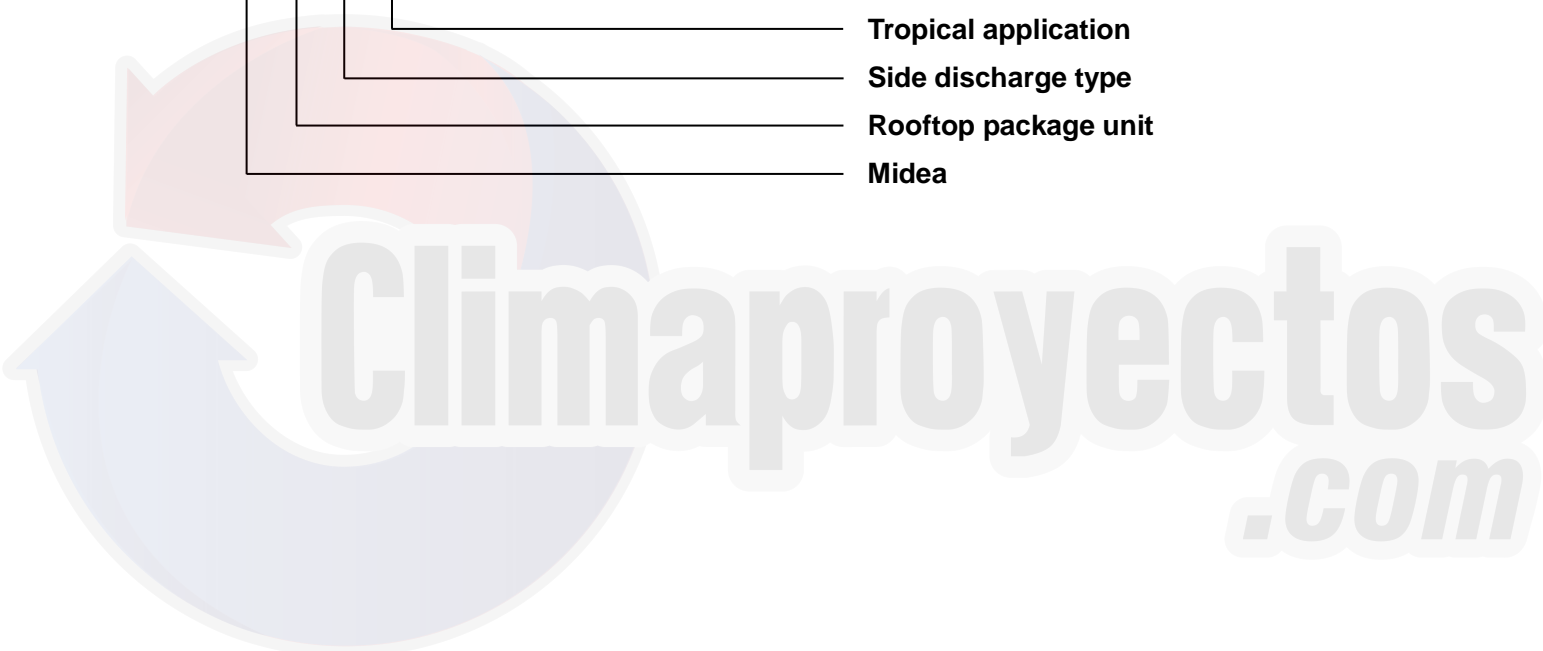 Tropical application
Side discharge type
Rooftop package unit
Midea
Climaproyectos
.com